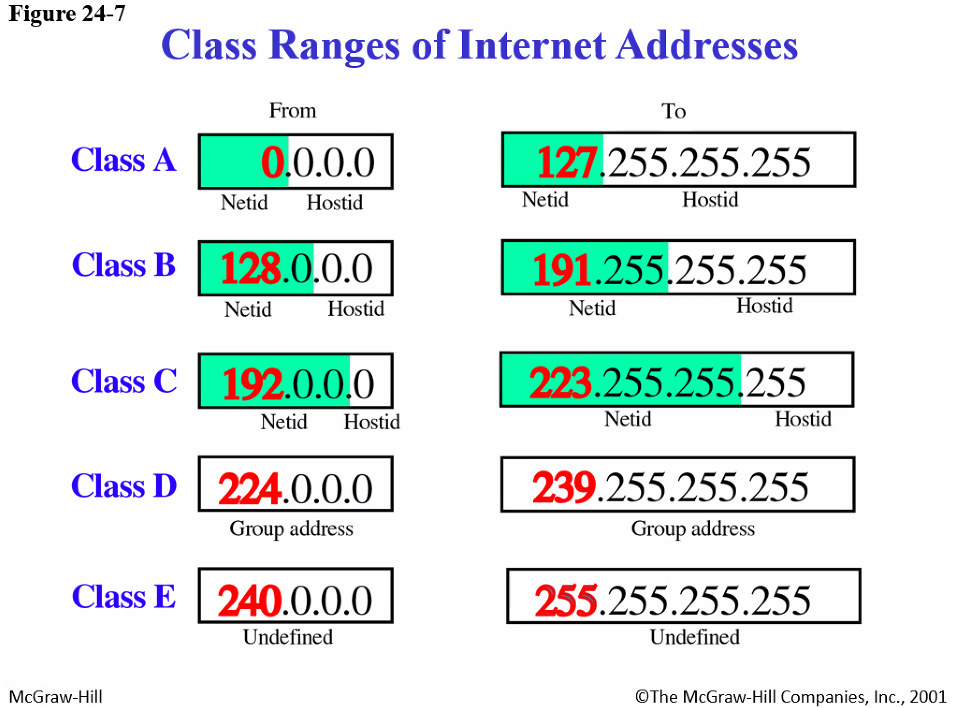 Figure 24-7
Class Ranges of Internet Addresses
From To
Class A 0.0.0.0 127.255.255.255
Netid Hostid Netid Hostid
Class B 128.0.0.0 191.255.255.255
Netid Hostid Netid Hostid
Class C 192.0.0.0 223.255.255.255
Netid Hostid Netid Hostid
Class D 224.0.0.0 239.255.255.255
Group address Group address
Class E 240.0.0.0 255.255.255.255
Undefined Undefined
McGraw-Hill ©The McGraw-Hill Companies, Inc., 2001